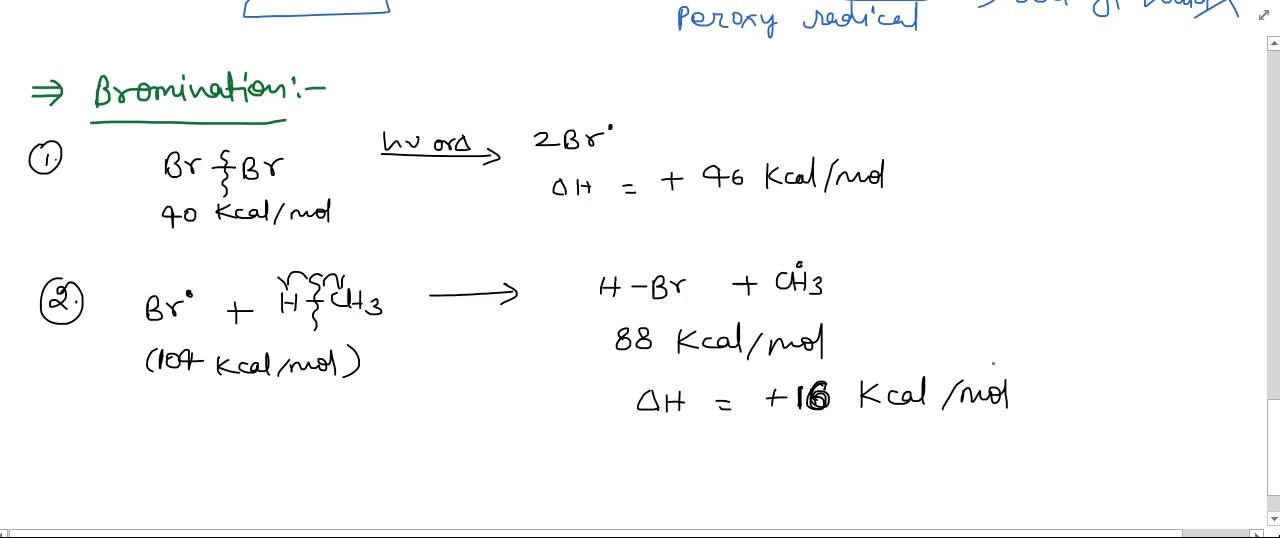 Peroxy radical
⇒ Bromination:-
① Br-Br hν or Δ 2Br•
ΔH = + 46 Kcal/mol
40 Kcal/mol
② Br• + H-CH3 ⟶ H-Br + ĊH3
(104 Kcal/mol) 88 Kcal/mol
ΔH = +16 Kcal/mol